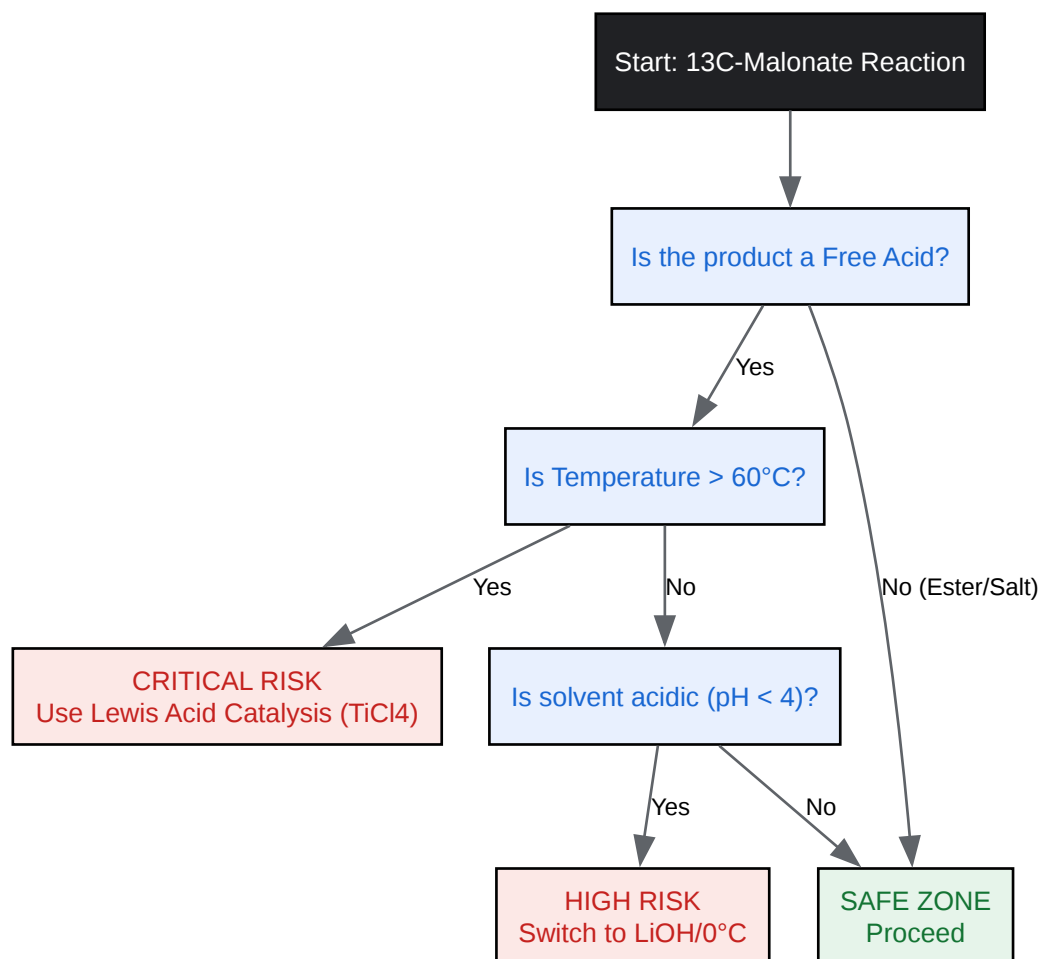 Start: 13C-Malonate Reaction
Is the product a Free Acid?
Yes
Is Temperature > 60°C?
Yes
No
No (Ester/Salt)
CRITICAL RISK
Use Lewis Acid Catalysis (TiCl4)
Is solvent acidic (pH < 4)?
Yes
No
HIGH RISK
Switch to LiOH/0°C
SAFE ZONE
Proceed